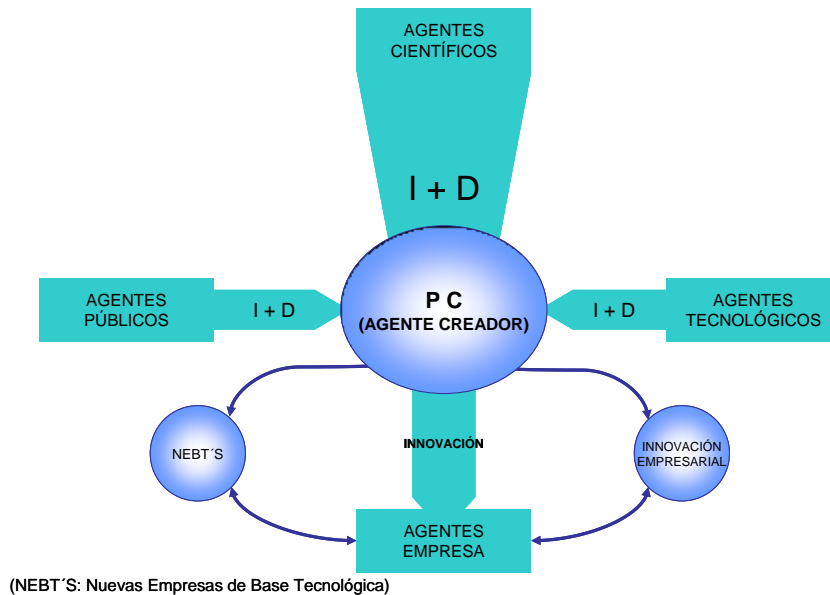 AGENTES
CIENTÍFICOS
I + D
AGENTES
PÚBLICOS
I + D
P C
(AGENTE CREADOR)
I + D
AGENTES
TECNOLÓGICOS
INNOVACIÓN
NEBT´S
INNOVACIÓN
EMPRESARIAL
AGENTES
EMPRESA
(NEBT´S: Nuevas Empresas de Base Tecnológica)